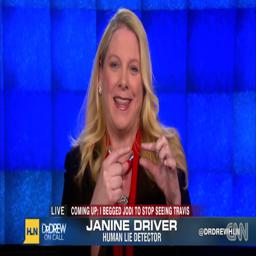 LIVE COMING UP: I BEGGED JODI TO STOP SEEING TRAVIS
HLN DR.DREW ON CALL
JANINE DRIVER
HUMAN LIE DETECTOR
@DRDREWHLN
CNN